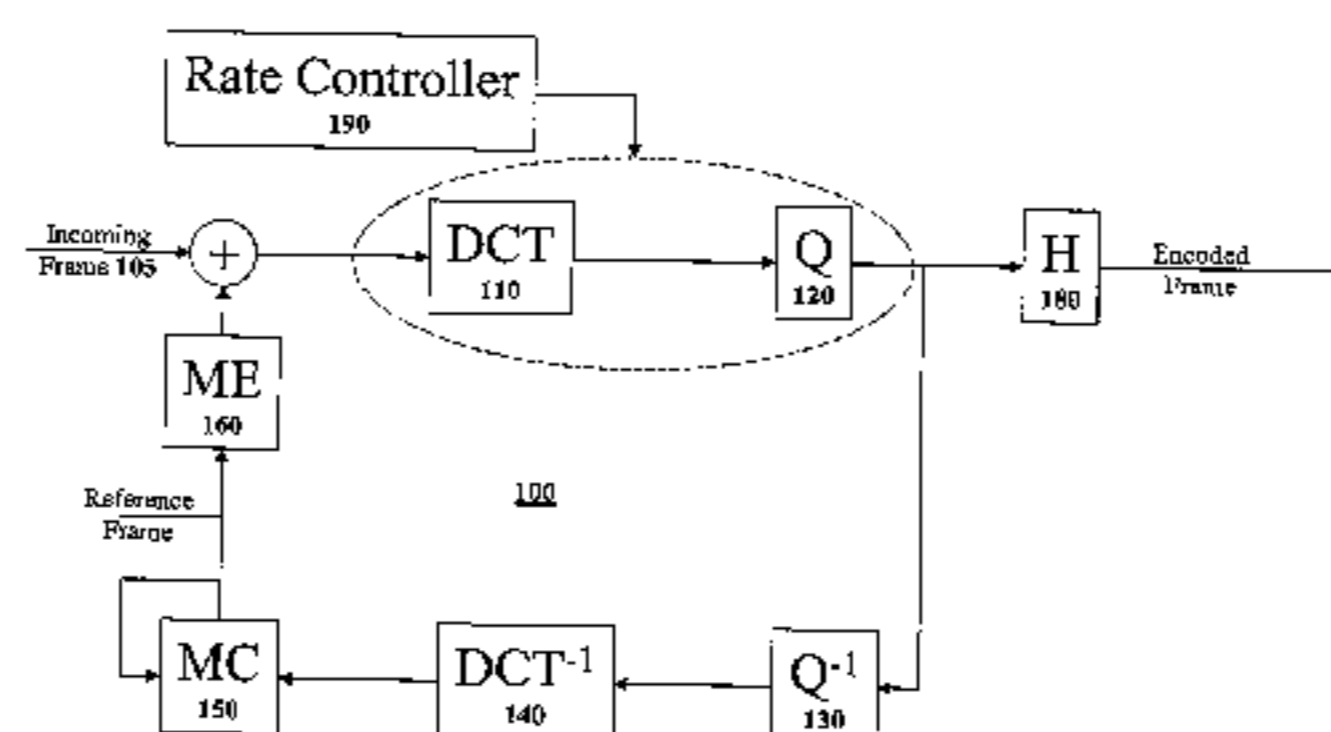 Rate Controller
190
Incoming
Frame 105
+
DCT
110
Q
120
H
180
Encoded
Frame
ME
160
Reference
Frame
100
MC
150
DCT-1
140
Q-1
130